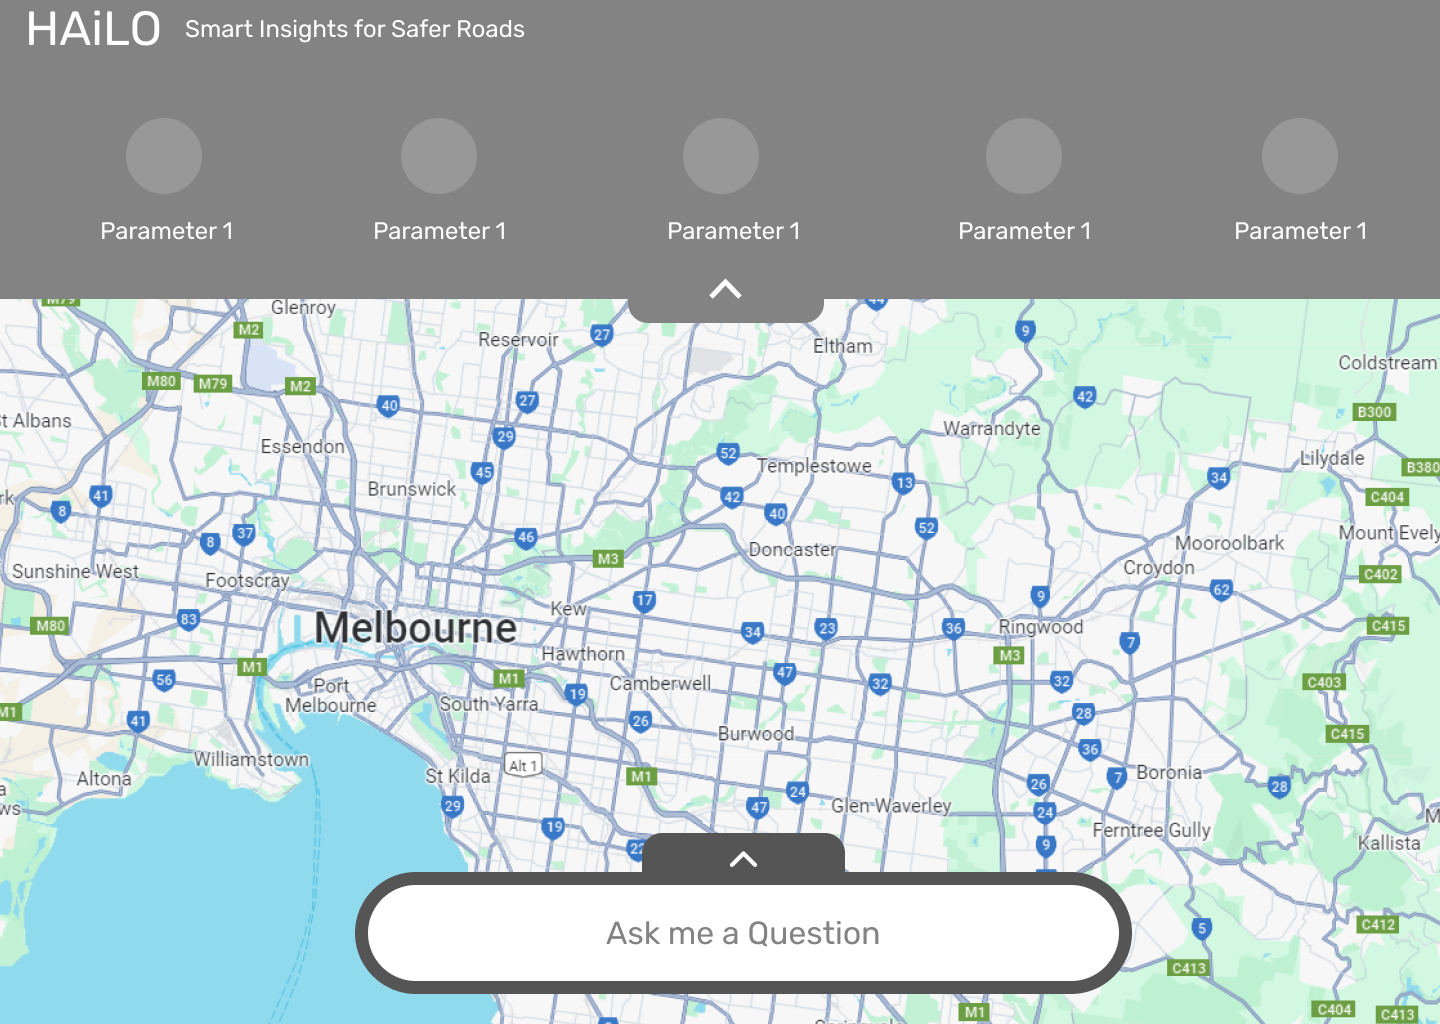 HAiLO
Smart Insights for Safer Roads
Parameter 1
Parameter 1
Parameter 1
Parameter 1
Parameter 1
M79
44
Glenroy
M2
Reservoir
27
Eltham
9
Coldstream
M80
M79
M2
40
27
42
B300
St Albans
29
Warrandyte
Essendon
52
Templestowe
Lilydale
B380
45
13
34
Brunswick
41
42
C404
8
40
37
8
46
52
Mount Evely
M3
Doncaster
Mooroolbark
Sunshine West
Footscray
Croydon
C402
Kew
17
9
62
83
M80
Melbourne
34
23
36
Ringwood
C415
7
M3
Hawthorn
M1
56
M1
47
32
32
C403
Port
Melbourne
19
Camberwell
South Yarra
M1
41
26
28
Burwood
C415
36
Williamstown
Alt 1
Altona
St Kilda
M1
26
7
Boronia
28
29
47
24
Glen Waverley
24
19
Ferntree Gully
22
9
Kallista
Ask me a Question
5
C412
C413
M1
C404
C413